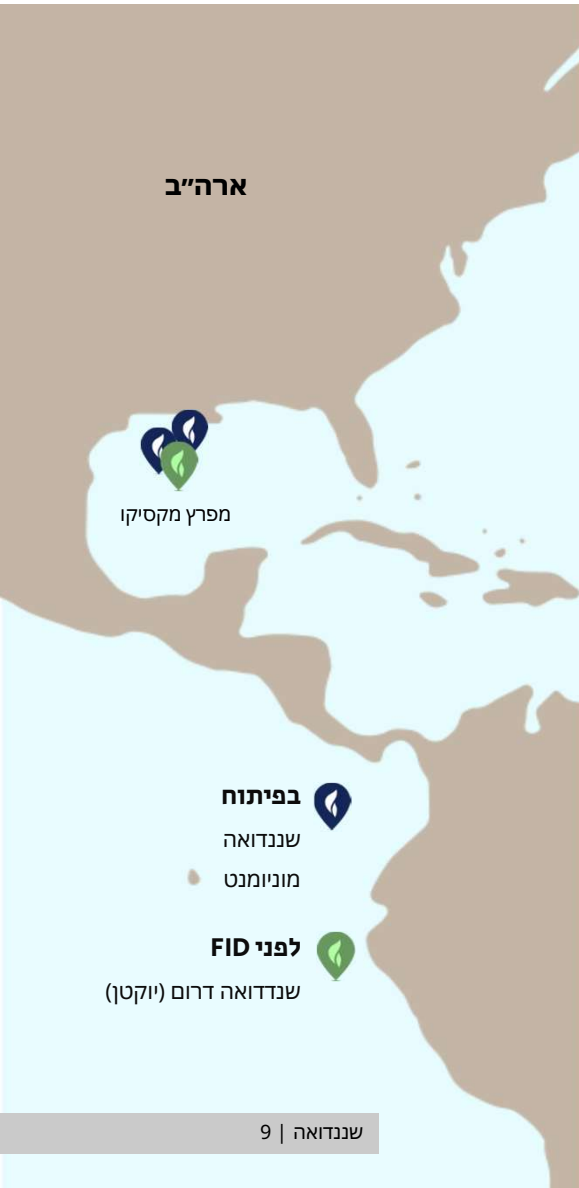 ארה״ב
מפרץ מקסיקו
בפיתוח
שננדואה
מוניומנט
לפני FID
שנדדואה דרום (יוקטן)
שננדואה | 9